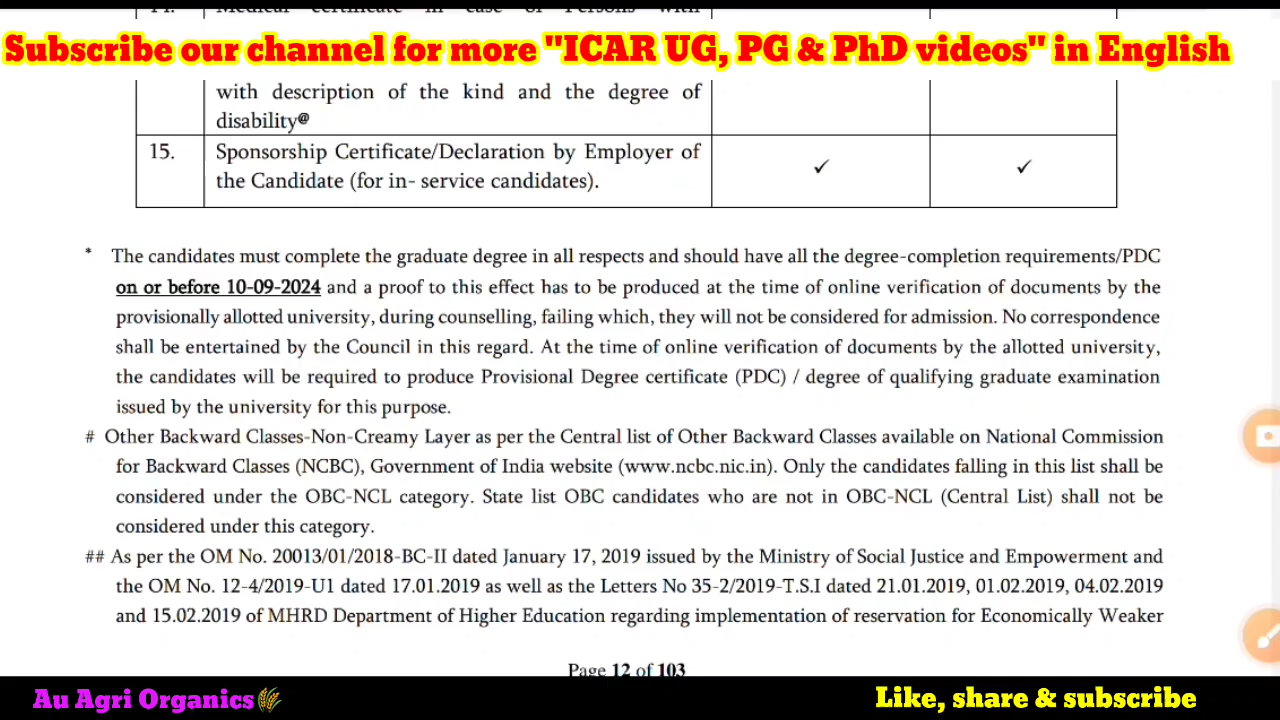 14. Medical certificate in case of Persons with
Subscribe our channel for more "ICAR UG, PG & PhD videos" in English
with description of the kind and the degree of
disability@
15. Sponsorship Certificate/Declaration by Employer of ✓ ✓
the Candidate (for in- service candidates).
* The candidates must complete the graduate degree in all respects and should have all the degree-completion requirements/PDC
on or before 10-09-2024 and a proof to this effect has to be produced at the time of online verification of documents by the
provisionally allotted university, during counselling, failing which, they will not be considered for admission. No correspondence
shall be entertained by the Council in this regard. At the time of online verification of documents by the allotted university,
the candidates will be required to produce Provisional Degree certificate (PDC) / degree of qualifying graduate examination
issued by the university for this purpose.
# Other Backward Classes-Non-Creamy Layer as per the Central list of Other Backward Classes available on National Commission
for Backward Classes (NCBC), Government of India website (www.ncbc.nic.in). Only the candidates falling in this list shall be
considered under the OBC-NCL category. State list OBC candidates who are not in OBC-NCL (Central List) shall not be
considered under this category.
## As per the OM No. 20013/01/2018-BC-II dated January 17, 2019 issued by the Ministry of Social Justice and Empowerment and
the OM No. 12-4/2019-U1 dated 17.01.2019 as well as the Letters No 35-2/2019-T.S.I dated 21.01.2019, 01.02.2019, 04.02.2019
and 15.02.2019 of MHRD Department of Higher Education regarding implementation of reservation for Economically Weaker
Page 12 of 103
Au Agri Organics🌾
Like, share & subscribe